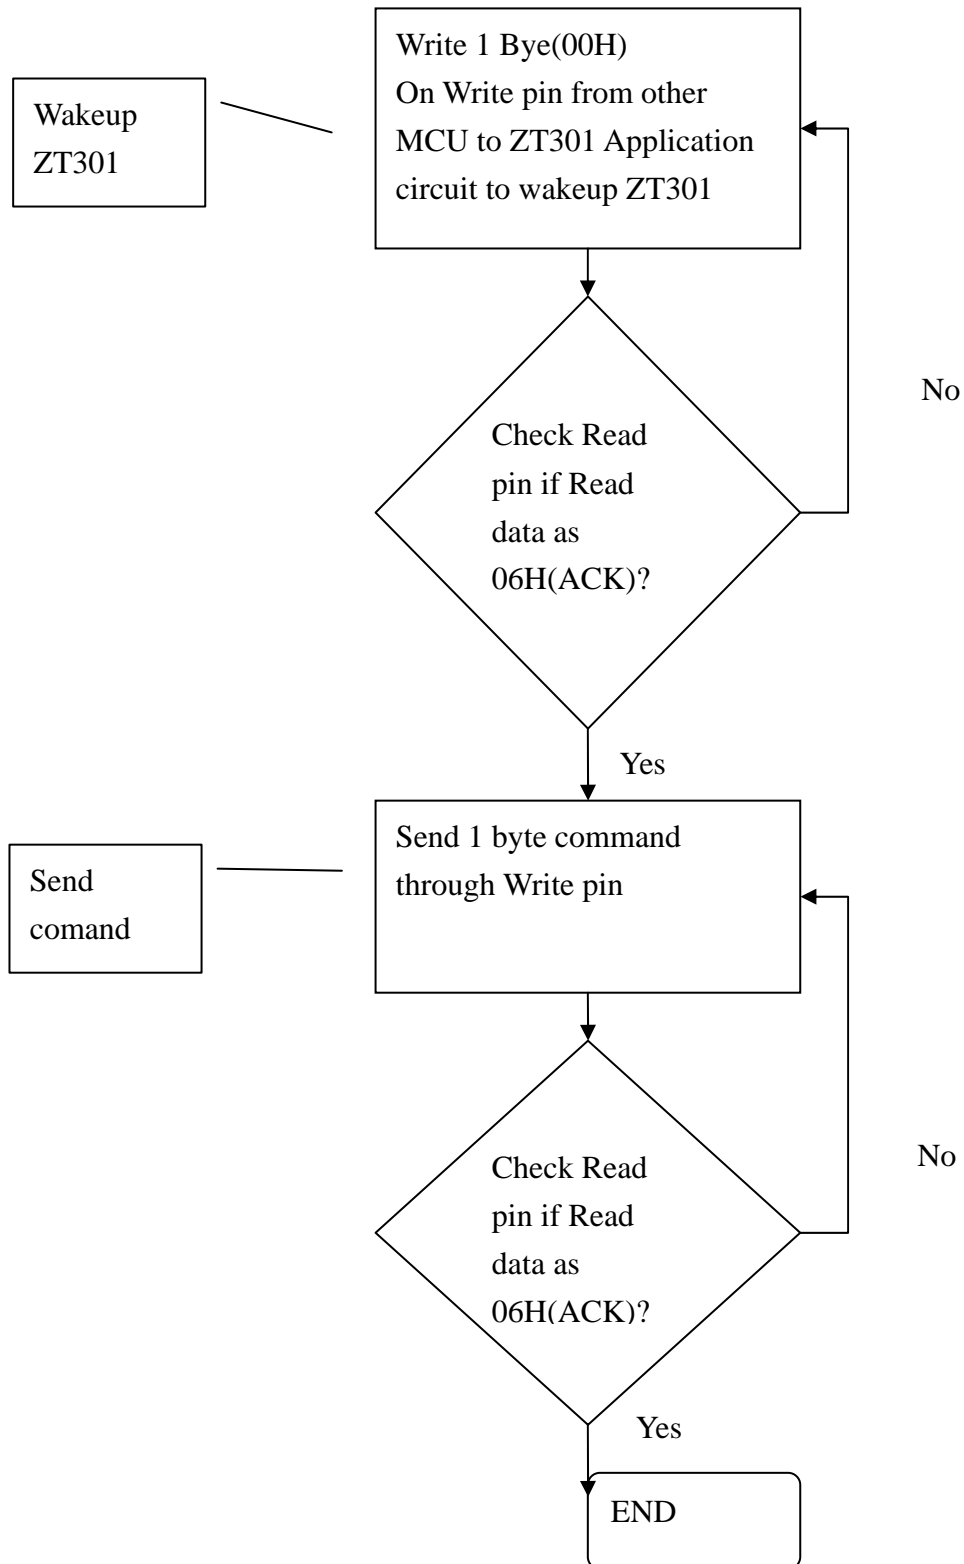 Write 1 Bye(00H)
On Write pin from other
MCU to ZT301 Application
circuit to wakeup ZT301
Wakeup
ZT301
No
Check Read
pin if Read
data as
06H(ACK)?
Yes
Send 1 byte command
through Write pin
Send
comand
No
Check Read
pin if Read
data as
06H(ACK)?
Yes
END